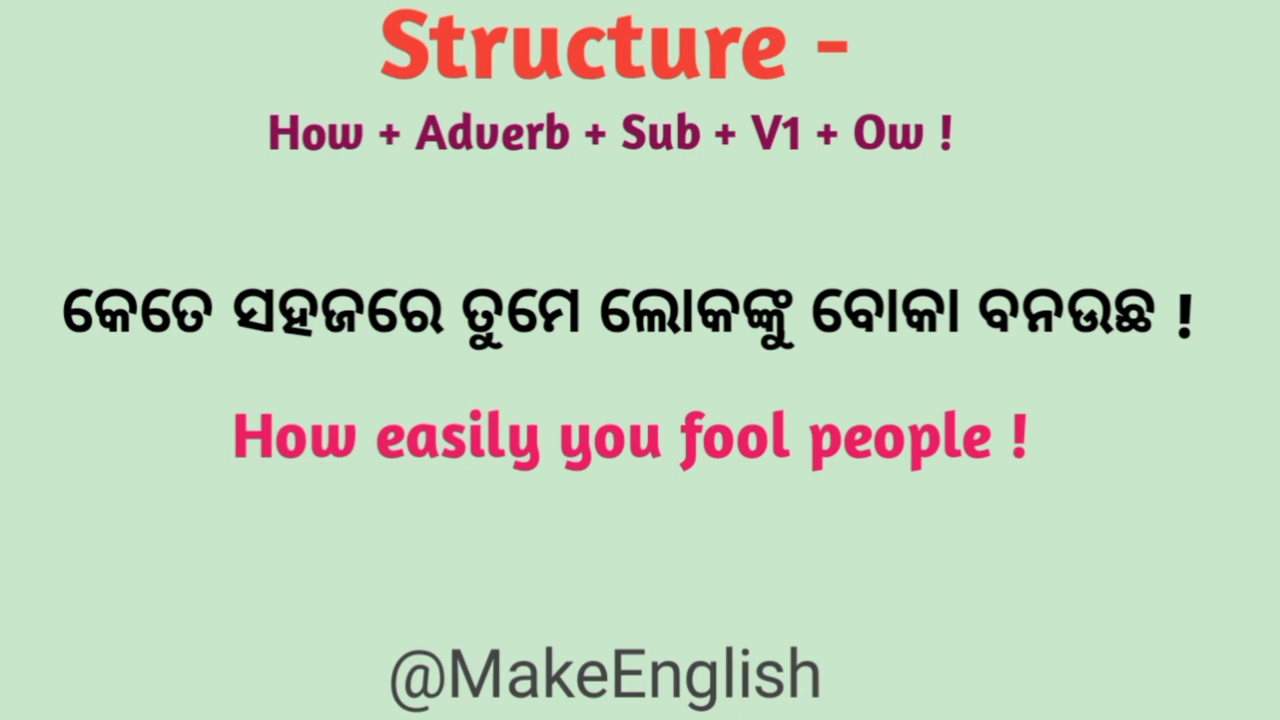 Structure -
How + Adverb + Sub + V1 + Ow !
କେତେ ସହଜରେ ତୁମେ ଲୋକଙ୍କୁ ବୋକା ବନଉଛ !
How easily you fool people !
@MakeEnglish